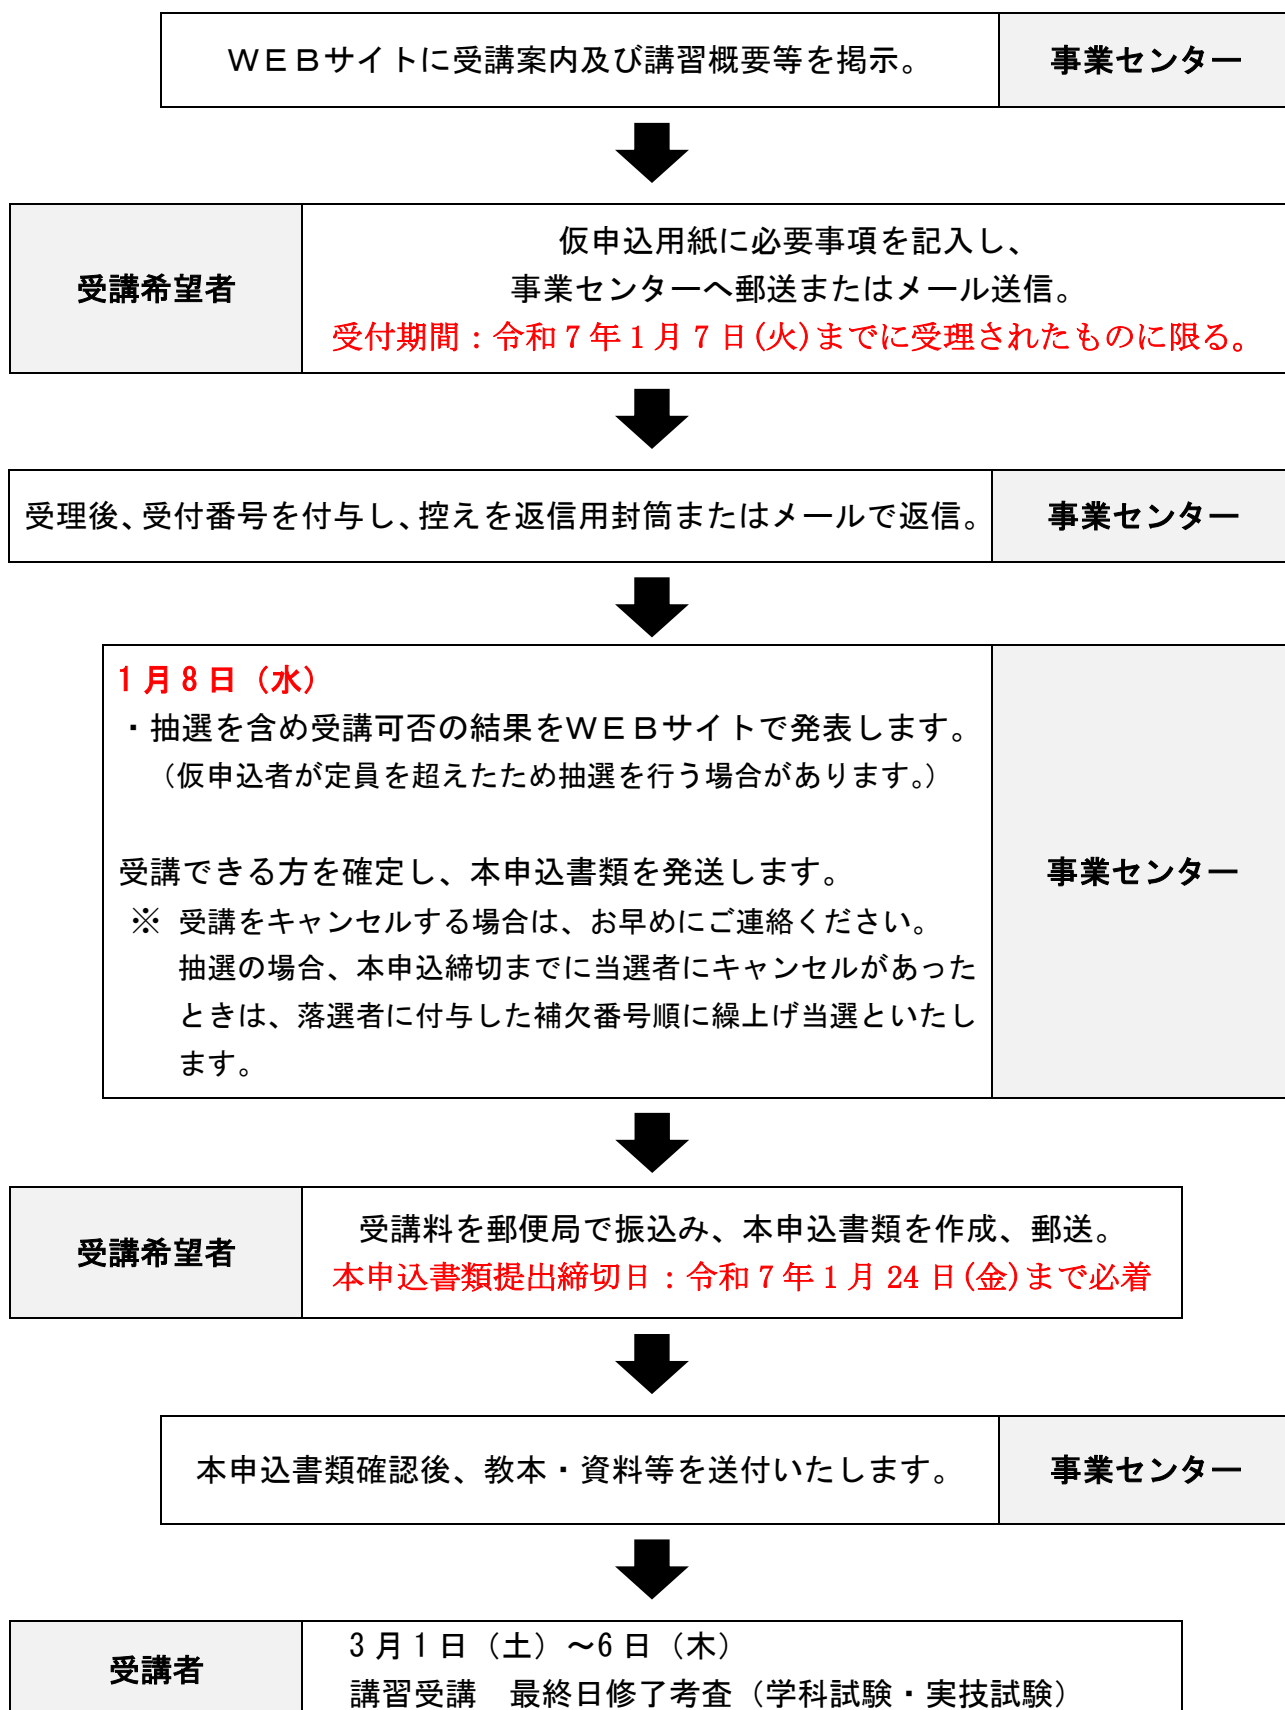 ＷＥＢサイトに受講案内及び講習概要等を掲示。
事業センター
受講希望者
仮申込用紙に必要事項を記入し、
事業センターへ郵送またはメール送信。
受付期間：令和７年１月７日(火)までに受理されたものに限る。
受理後、受付番号を付与し、控えを返信用封筒またはメールで返信。
事業センター
1月8日（水）
・抽選を含め受講可否の結果をＷＥＢサイトで発表します。
（仮申込者が定員を超えたため抽選を行う場合があります。）
受講できる方を確定し、本申込書類を発送します。
※ 受講をキャンセルする場合は、お早めにご連絡ください。
抽選の場合、本申込締切までに当選者にキャンセルがあった
ときは、落選者に付与した補欠番号順に繰上げ当選といたし
ます。
事業センター
受講希望者
受講料を郵便局で振込み、本申込書類を作成、郵送。
本申込書類提出締切日：令和７年１月24日(金)まで必着
本申込書類確認後、教本・資料等を送付いたします。
事業センター
受講者
3月1日（土）～6日（木）
講習受講　最終日修了考査（学科試験・実技試験）